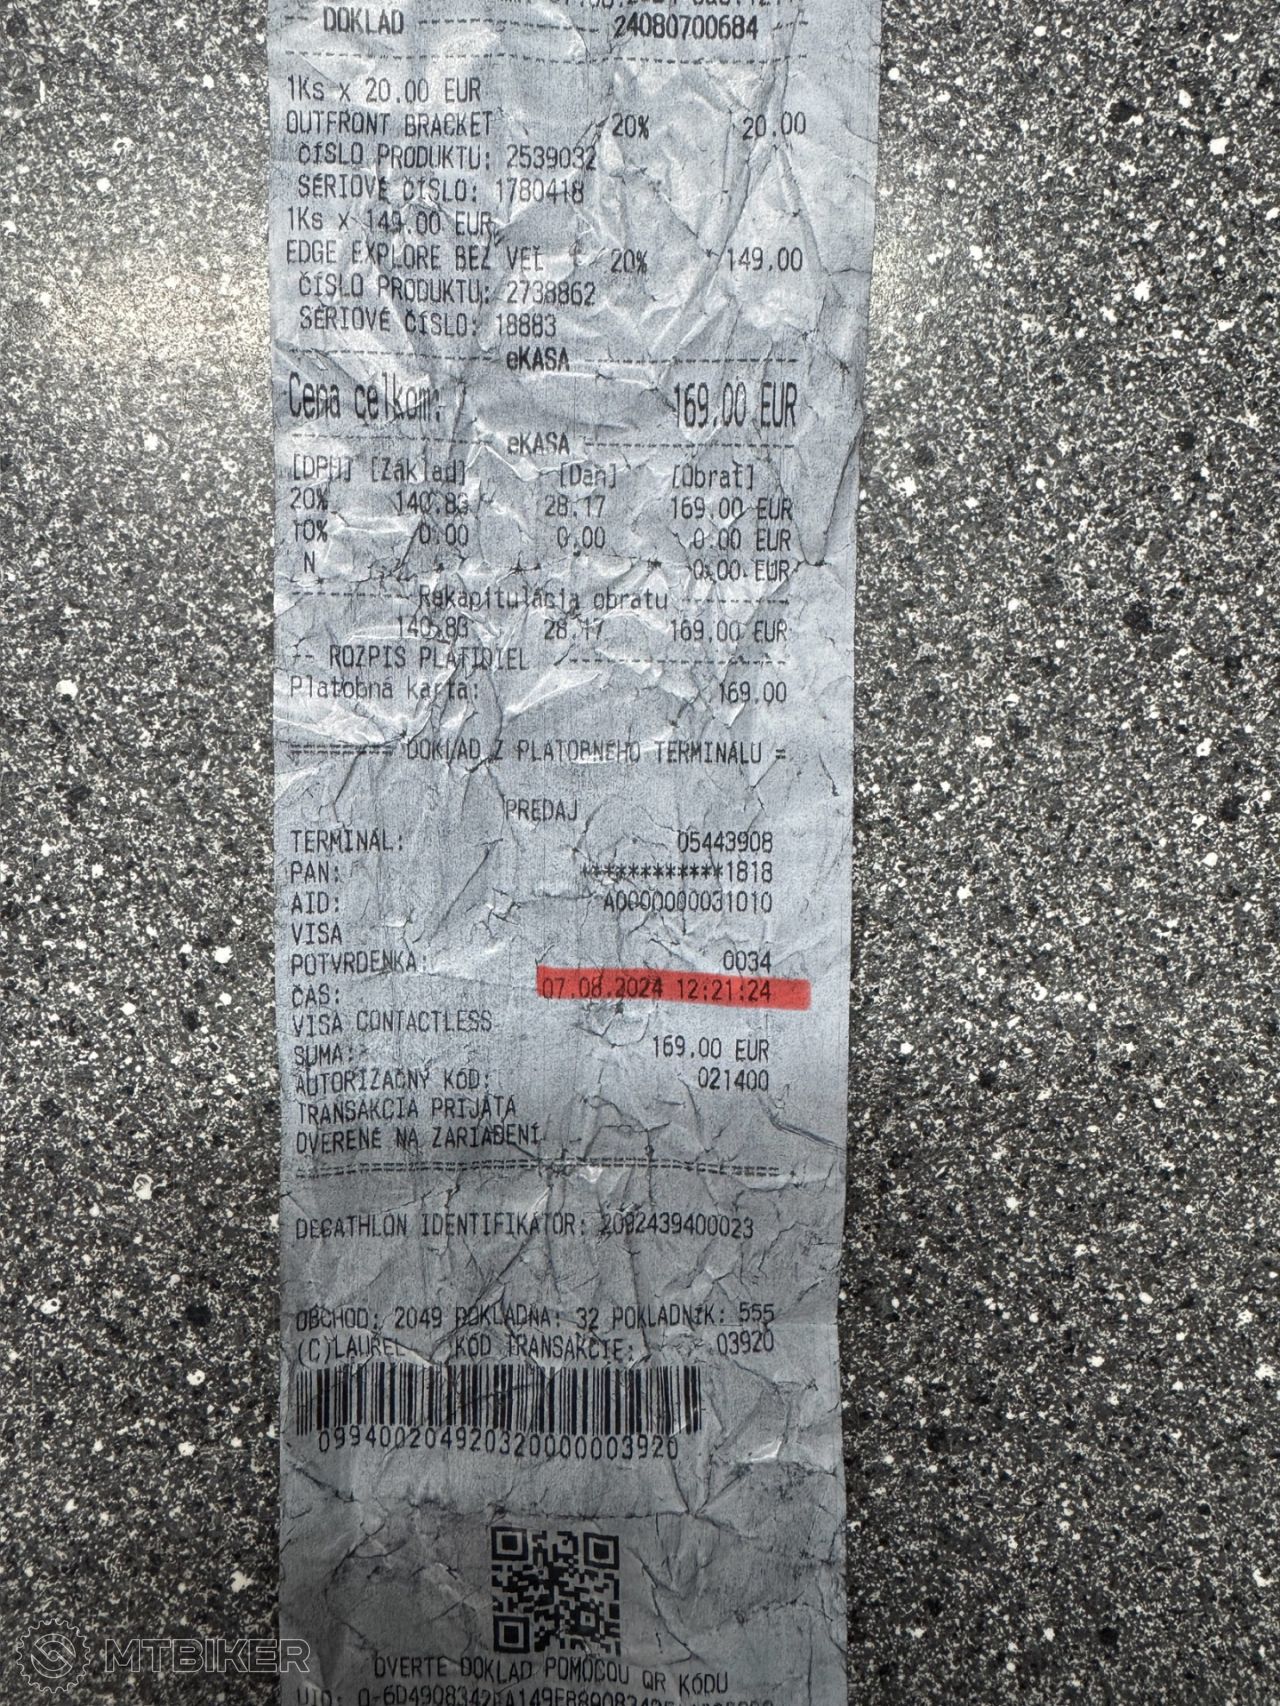 DOKLAD 24080700684
1Ks x 20.00 EUR
OUTFRONT BRACKET 20% 20.00
ČÍSLO PRODUKTU: 2539032
SÉRIOVÉ ČÍSLO: 1780418
1Ks x 149.00 EUR
EDGE EXPLORE BEZ VEĽ 20% 149.00
ČÍSLO PRODUKTU: 2738862
SÉRIOVÉ ČÍSLO: 18883
eKASA
Cena celkom: 169.00 EUR
eKASA
[DPH] [Základ] [Daň] [Obrat]
20% 140.83 28.17 169.00 EUR
10% 0.00 0.00 0.00 EUR
N 0.00 EUR
Rekapitulácia obratu
140.83 28.17 169.00 EUR
-- ROZPIS PLATIDIEL
Platobná karta: 169.00
DOKLAD Z PLATOBNÉHO TERMINÁLU =
PREDAJ
TERMINÁL: 05443908
PAN: ************1818
AID: A0000000031010
VISA
POTVRDENKA: 0034
ČAS: 07.08.2024 12:21:24
VISA CONTACTLESS
SUMA: 169.00 EUR
AUTORIZAČNÝ KÓD: 021400
TRANSAKCIA PRIJATÁ
OVERENÉ NA ZARIADENÍ
DECATHLON IDENTIFIKÁTOR: 2092439400023
OBCHOD: 2049 POKLADŇA: 32 POKLADNÍK: 555
(C)LAUREL KÓD TRANSAKCIE: 03920
099400204920320000003920
OVERTE DOKLAD POMOCOU QR KÓDU
MTBIKER